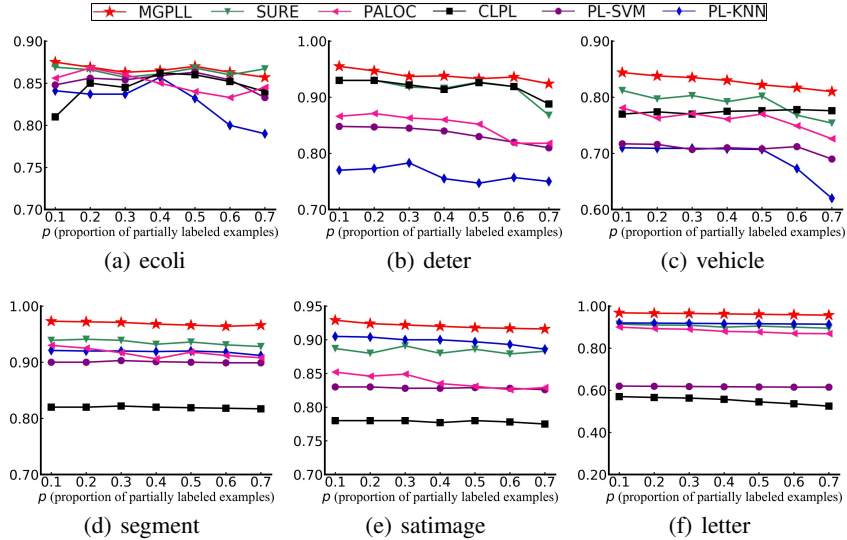 MGPLL SURE PALOC CLPL PL-SVM PL-KNN
0.90
0.85
0.80
0.75
0.70
0.1 0.2 0.3 0.4 0.5 0.6 0.7
p (proportion of partially labeled examples)
(a) ecoli
1.00
0.90
0.80
0.70
0.1 0.2 0.3 0.4 0.5 0.6 0.7
p (proportion of partially labeled examples)
(b) deter
0.90
0.80
0.70
0.60
0.1 0.2 0.3 0.4 0.5 0.6 0.7
p (proportion of partially labeled examples)
(c) vehicle
1.00
0.90
0.80
0.70
0.1 0.2 0.3 0.4 0.5 0.6 0.7
p (proportion of partially labeled examples)
(d) segment
0.95
0.90
0.85
0.80
0.75
0.70
0.1 0.2 0.3 0.4 0.5 0.6 0.7
p (proportion of partially labeled examples)
(e) satimage
1.00
0.80
0.60
0.40
0.20
0.1 0.2 0.3 0.4 0.5 0.6 0.7
p (proportion of partially labeled examples)
(f) letter